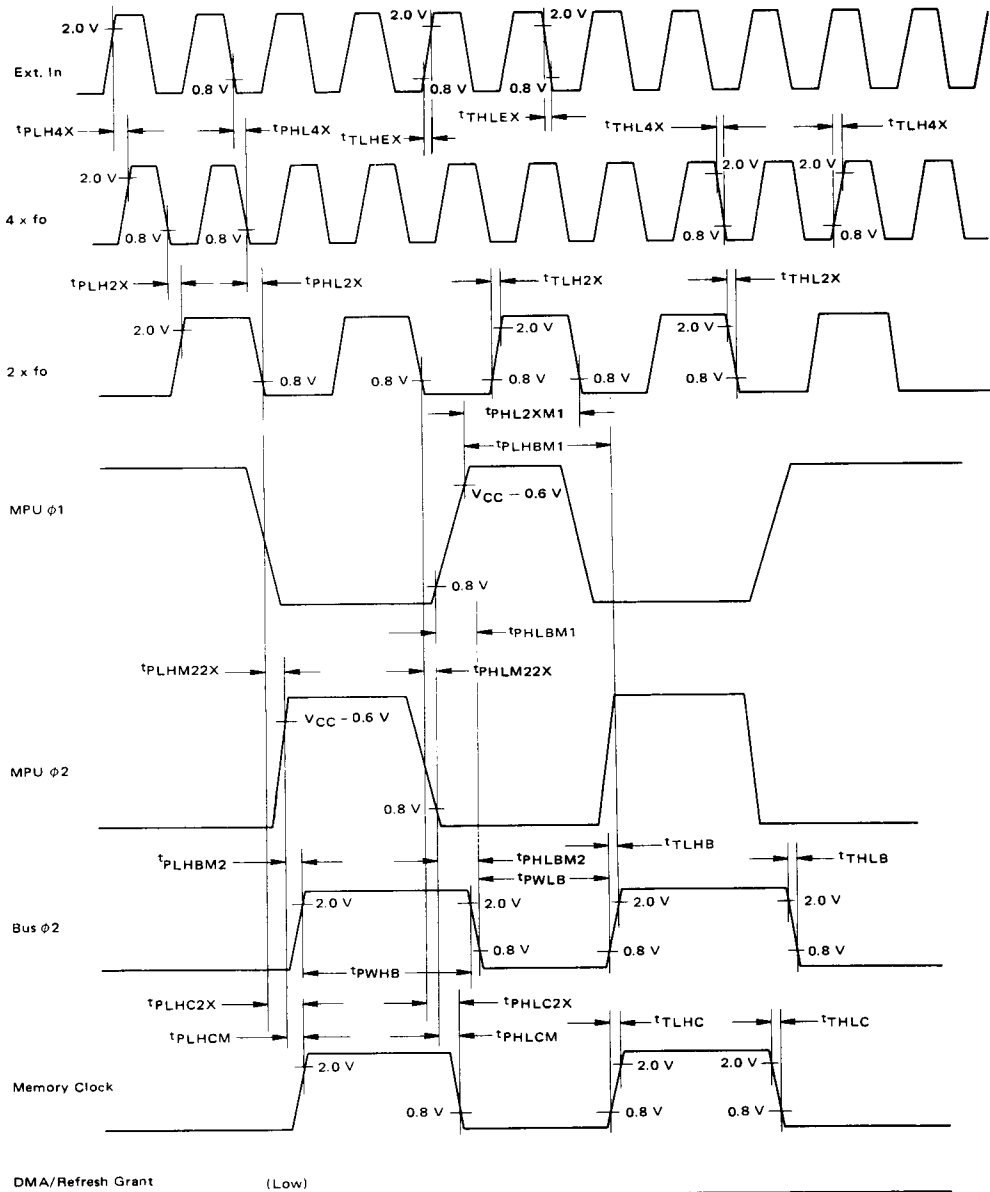 2.0 V 2.0 V 2.0 V
Ext. In
0.8 V 0.8 V 0.8 V
tPLH4X tPHL4X tTLHEX tTHLEX tTHL4X tTLH4X
2.0 V 2.0 V 2.0 V
4 x fo
0.8 V 0.8 V 0.8 V 0.8 V
tPLH2X tPHL2X tTLH2X tTHL2X
2.0 V 2.0 V 2.0 V
2 x fo
0.8 V 0.8 V 0.8 V 0.8 V 0.8 V
tPHL2XM1
tPLHBM1
VCC – 0.6 V
MPU ϕ1
0.8 V
tPHLBM1
tPLHM22X tPHLM22X
VCC – 0.6 V
MPU ϕ2
0.8 V
tPLHBM2 tPHLBM2 tTLHB tTHLB
tPWLB
2.0 V 2.0 V 2.0 V 2.0 V
Bus ϕ2
0.8 V 0.8 V 0.8 V
tPWHB
tPLHC2X tPHLC2X
tPLHCM tPHLCM tTLHC tTHLC
2.0 V 2.0 V 2.0 V
Memory Clock
0.8 V 0.8 V 0.8 V
DMA/Refresh Grant (Low)